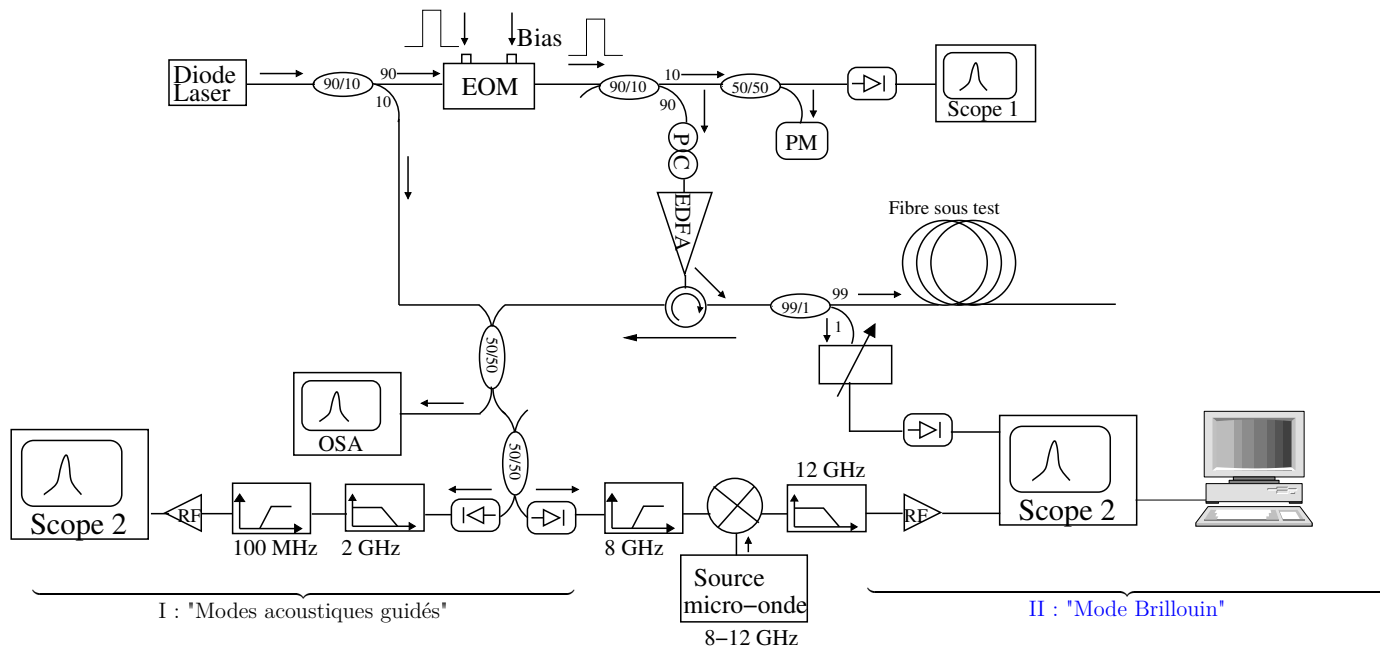 Bias
Diode
Laser
90/10
90
10
EOM
90/10
10
90
50/50
PM
Scope 1
P
C
EDFA
Fibre sous test
99/1
99
1
50/50
OSA
50/50
Scope 2
RF
100 MHz
2 GHz
8 GHz
12 GHz
RF
Scope 2
Source
micro-onde
8-12 GHz
I : "Modes acoustiques guidés"
II : "Mode Brillouin"